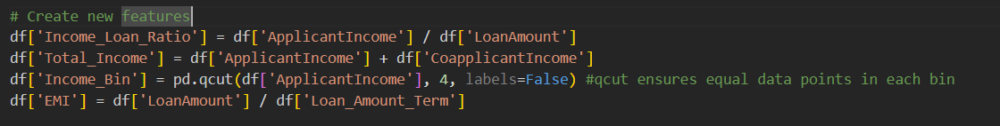 # Create new features
df['Income_Loan_Ratio'] = df['ApplicantIncome'] / df['LoanAmount']
df['Total_Income'] = df['ApplicantIncome'] + df['CoapplicantIncome']
df['Income_Bin'] = pd.qcut(df['ApplicantIncome'], 4, labels=False) #qcut ensures equal data points in each bin
df['EMI'] = df['LoanAmount'] / df['Loan_Amount_Term']